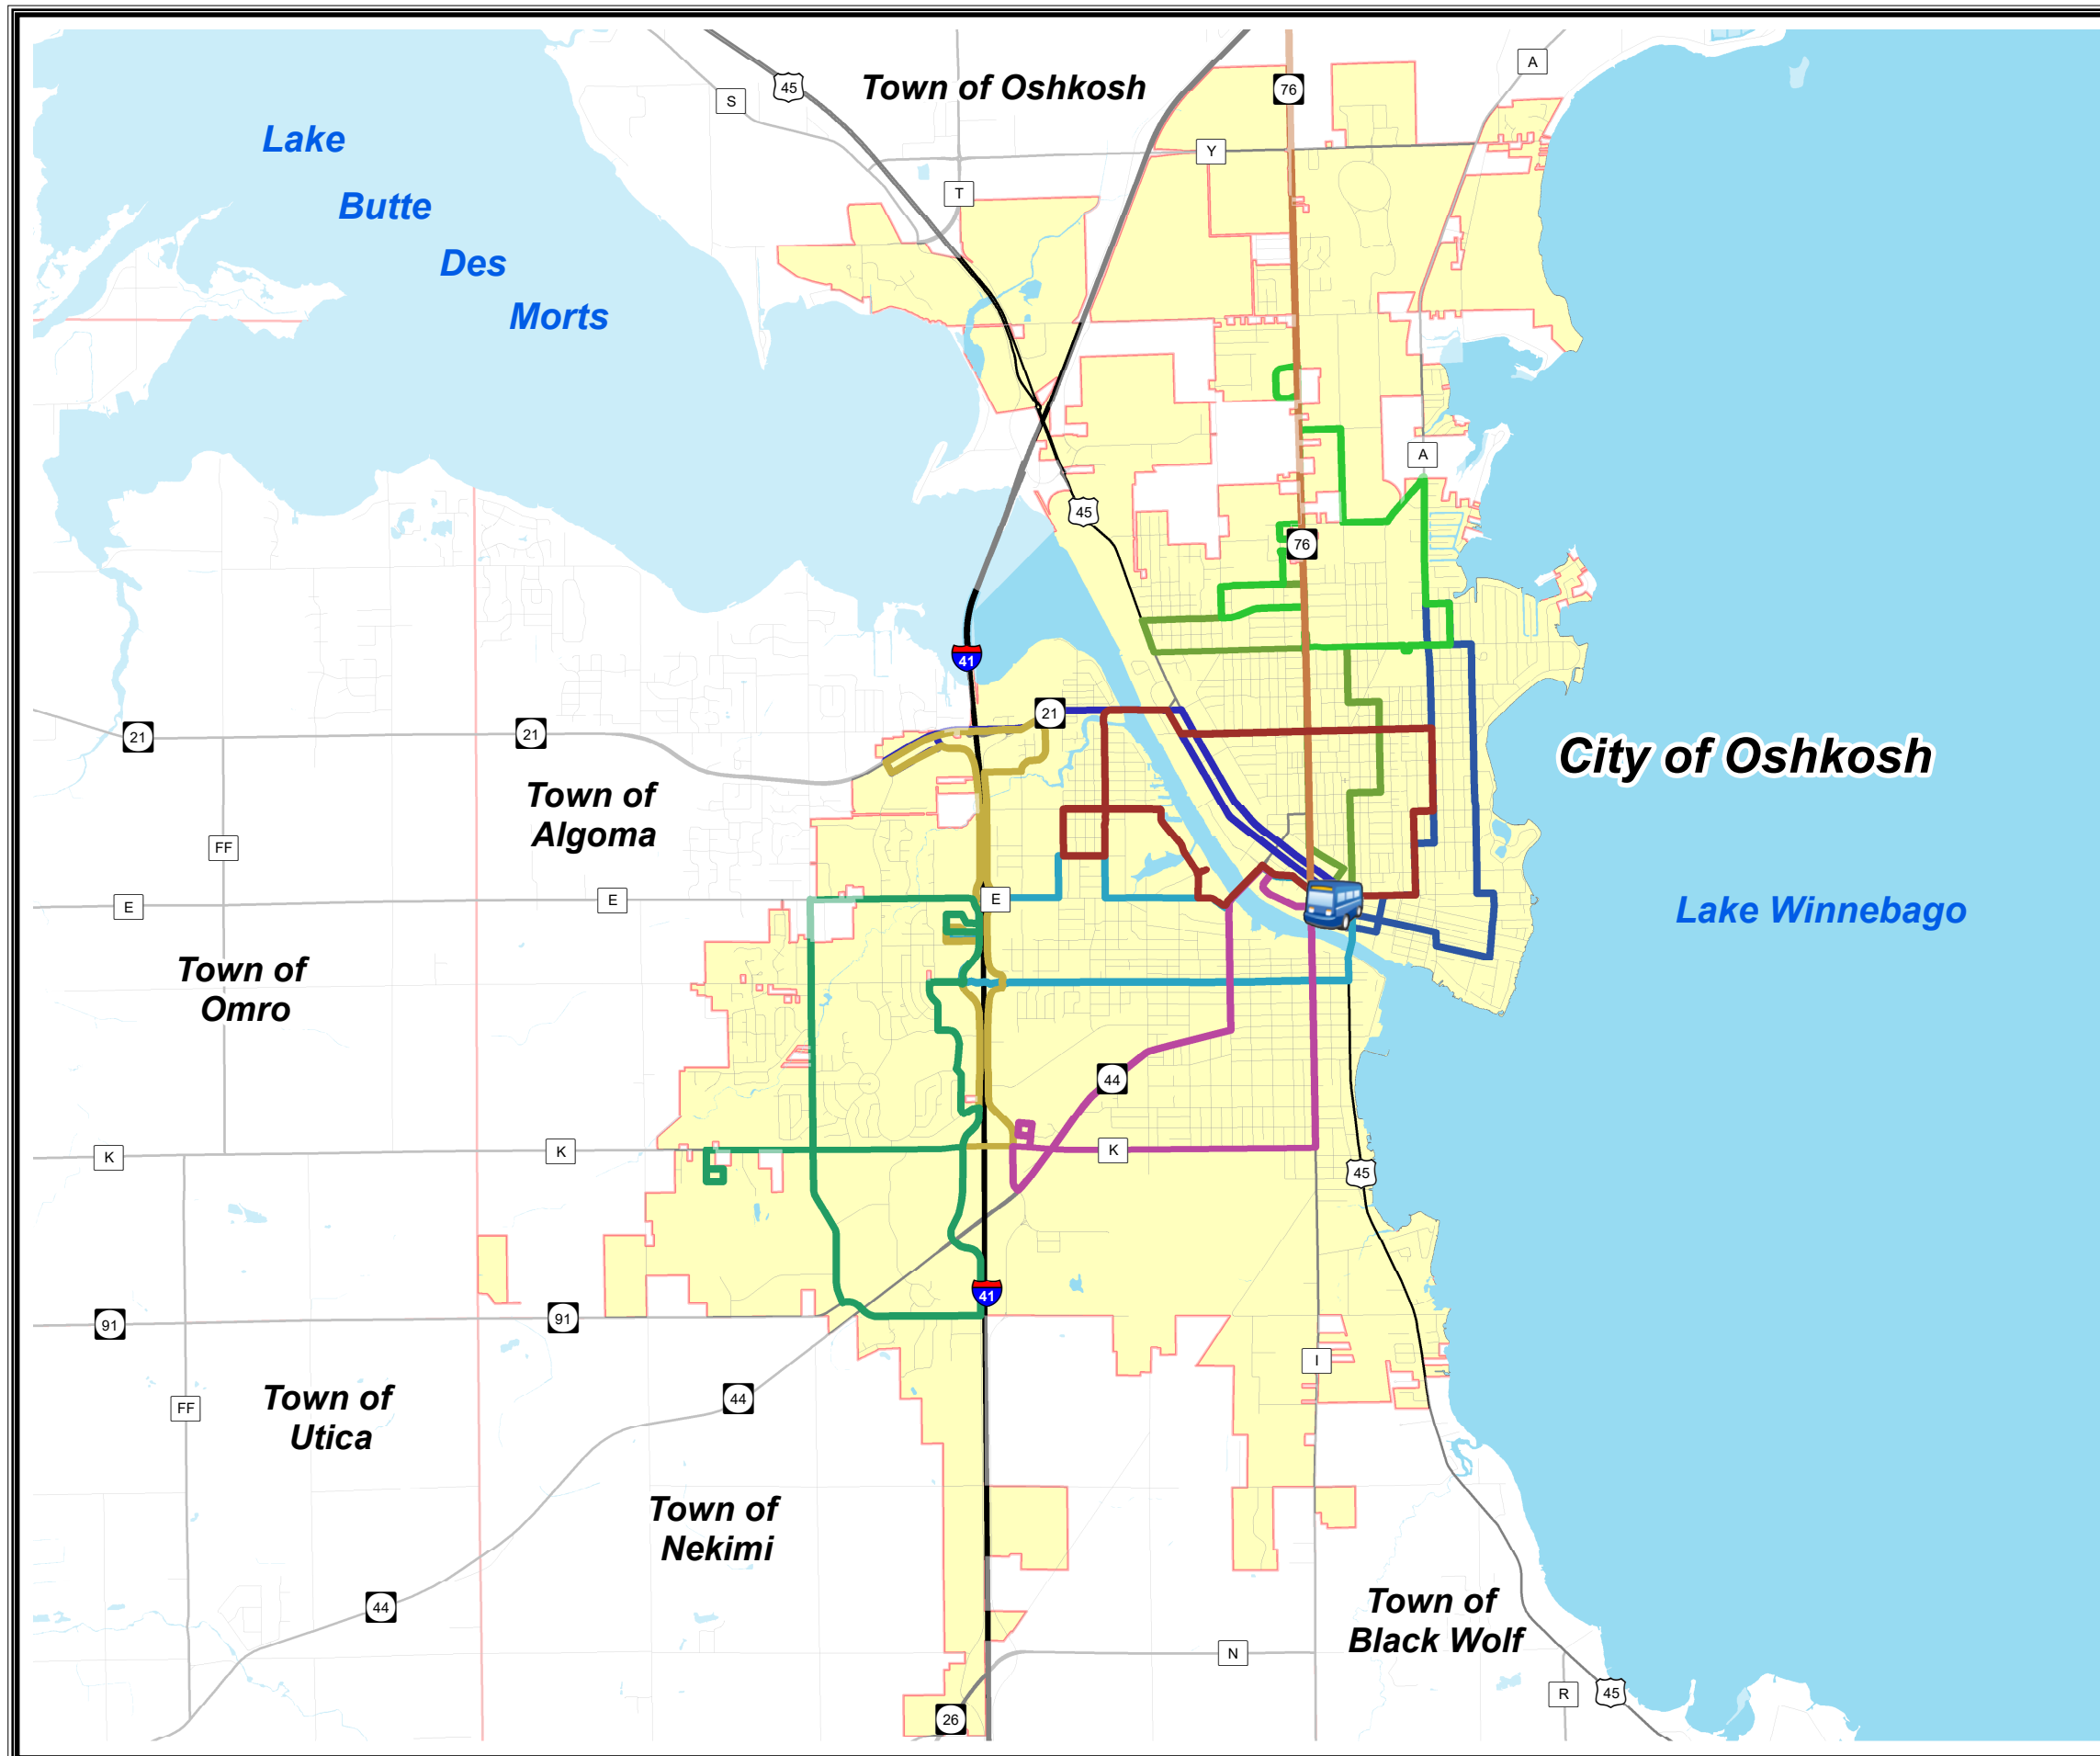 45
Town of Oshkosh
76
A
S
Lake
Y
T
Butte
Des
Morts
A
45
76
41
21
21
21
City of Oshkosh
Town of
Algoma
FF
E
E
E
Lake Winnebago
Town of
Omro
44
K
K
K
45
41
91
91
I
Town of
Utica
44
FF
Town of
Nekimi
44
Town of
Black Wolf
N
R
45
26